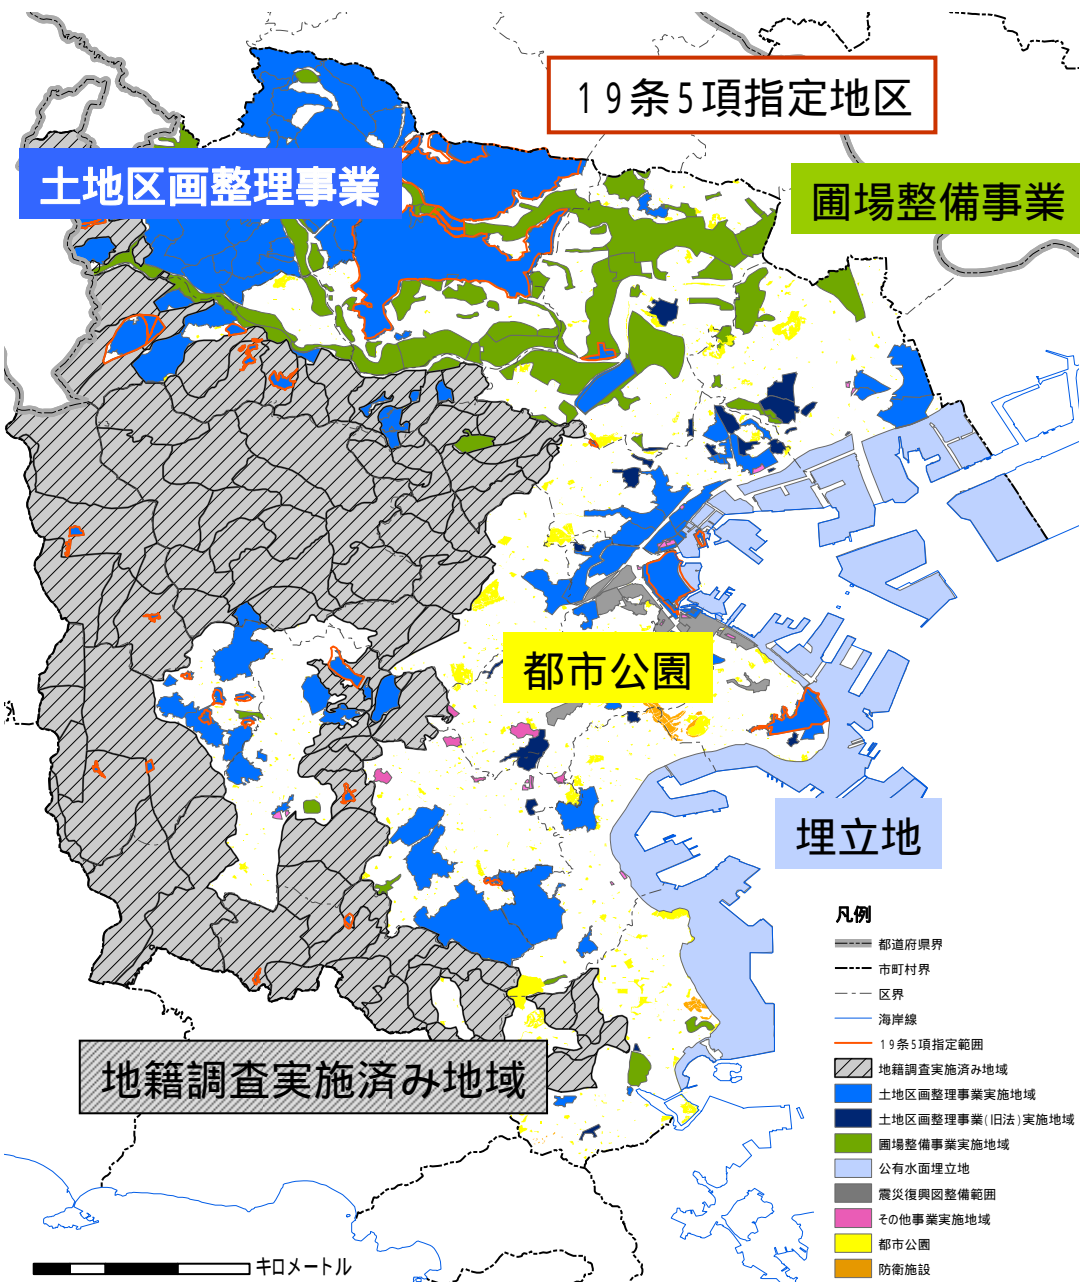 19条5項指定地区
土地区画整理事業
圃場整備事業
都市公園
埋立地
地籍調査実施済み地域
凡例
都道府県界
市町村界
区界
海岸線
19条5項指定範囲
地籍調査実施済み地域
土地区画整理事業実施地域
土地区画整理事業(旧法)実施地域
圃場整備事業実施地域
公有水面埋立地
震災復興図整備範囲
その他事業実施地域
都市公園
防衛施設
キロメートル